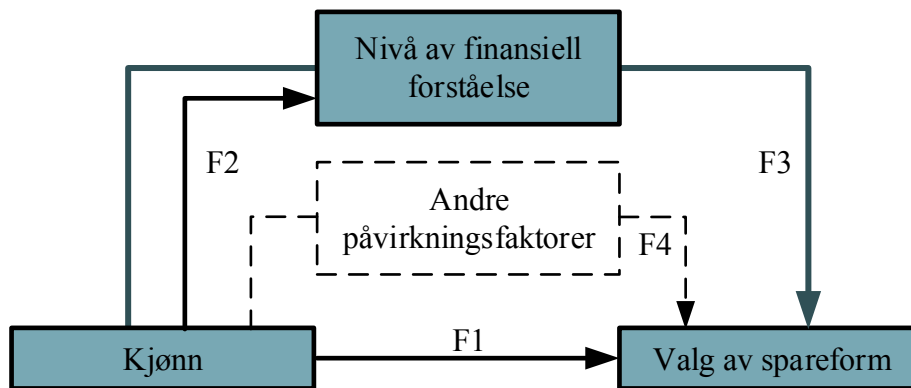 Nivå av finansiell
forståelse
F2
F3
Andre
påvirkningsfaktorer
F4
F1
Kjønn
Valg av spareform